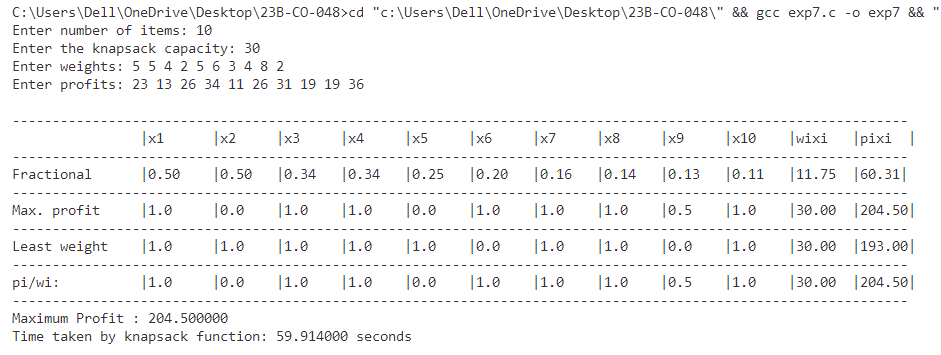 C:\Users\Dell\OneDrive\Desktop\23B-CO-048>cd "c:\Users\Dell\OneDrive\Desktop\23B-CO-048\" && gcc exp7.c -o exp7 && "
Enter number of items: 10
Enter the knapsack capacity: 30
Enter weights: 5 5 4 2 5 6 3 4 8 2
Enter profits: 23 13 26 34 11 26 31 19 19 36
----------------------------------------------------------------------------------------------------------------
|x1 |x2 |x3 |x4 |x5 |x6 |x7 |x8 |x9 |x10 |wixi |pixi |
----------------------------------------------------------------------------------------------------------------
Fractional |0.50 |0.50 |0.34 |0.34 |0.25 |0.20 |0.16 |0.14 |0.13 |0.11 |11.75 |60.31|
----------------------------------------------------------------------------------------------------------------
Max. profit |1.0 |0.0 |1.0 |1.0 |0.0 |1.0 |1.0 |1.0 |0.5 |1.0 |30.00 |204.50|
----------------------------------------------------------------------------------------------------------------
Least weight |1.0 |1.0 |1.0 |1.0 |1.0 |0.0 |1.0 |1.0 |0.0 |1.0 |30.00 |193.00|
----------------------------------------------------------------------------------------------------------------
pi/wi: |1.0 |0.0 |1.0 |1.0 |0.0 |1.0 |1.0 |1.0 |0.5 |1.0 |30.00 |204.50|
----------------------------------------------------------------------------------------------------------------
Maximum Profit : 204.500000
Time taken by knapsack function: 59.914000 seconds